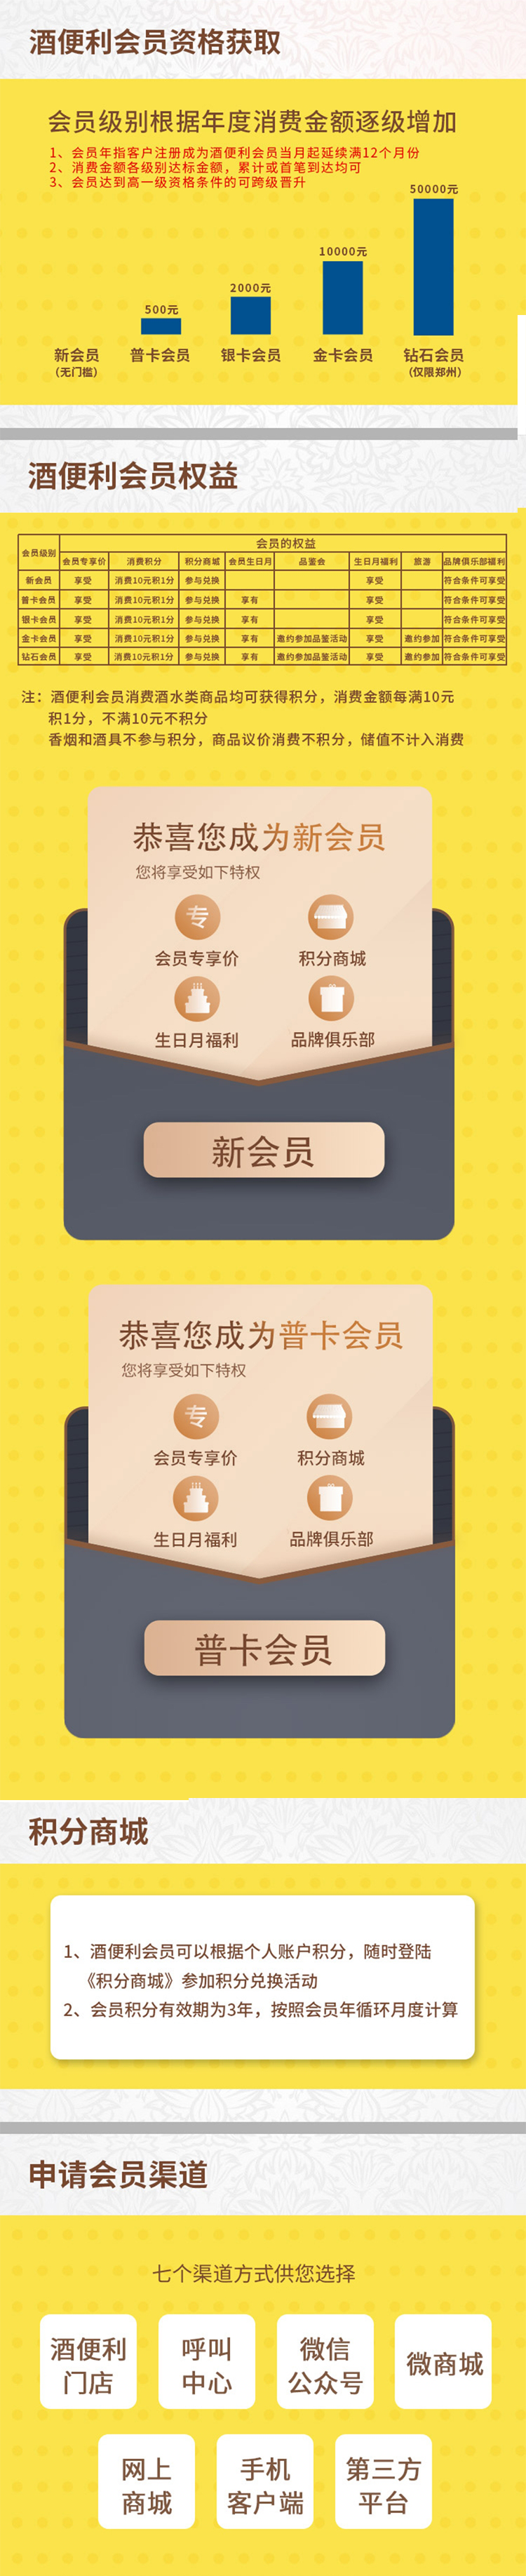 酒便利会员资格获取
会员级别根据年度消费金额逐级增加
1、会员年指客户注册成为酒便利会员当月起延续满12个月份
2、消费金额各级别达标金额，累计或首笔到达均可
3、会员达到高一级资格条件的可跨级晋升
50000元
10000元
2000元
500元
新会员 普卡会员 银卡会员 金卡会员 钻石会员
（无门槛） （仅限郑州）
酒便利会员权益
会员级别 会员的权益
会员专享价 消费积分 积分商城 会员生日月 品鉴会 生日月福利 旅游 品牌俱乐部福利
新会员 享受 消费10元积1分 参与兑换 享受 符合条件可享受
普卡会员 享受 消费10元积1分 参与兑换 享有 享受 符合条件可享受
银卡会员 享受 消费10元积1分 参与兑换 享有 享受 符合条件可享受
金卡会员 享受 消费10元积1分 参与兑换 享有 邀约参加品鉴活动 享受 邀约参加 符合条件可享受
钻石会员 享受 消费10元积1分 参与兑换 享有 邀约参加品鉴活动 享受 邀约参加 符合条件可享受
注：酒便利会员消费酒水类商品均可获得积分，消费金额每满10元
积1分，不满10元不积分
香烟和酒具不参与积分，商品议价消费不积分，储值不计入消费
恭喜您成为新会员
您将享受如下特权
专
会员专享价 积分商城
生日月福利 品牌俱乐部
新会员
恭喜您成为普卡会员
您将享受如下特权
专
会员专享价 积分商城
生日月福利 品牌俱乐部
普卡会员
积分商城
1、酒便利会员可以根据个人账户积分，随时登陆
《积分商城》参加积分兑换活动
2、会员积分有效期为3年，按照会员年循环月度计算
申请会员渠道
七个渠道方式供您选择
酒便利
门店
呼叫
中心
微信
公众号
微商城
网上
商城
手机
客户端
第三方
平台